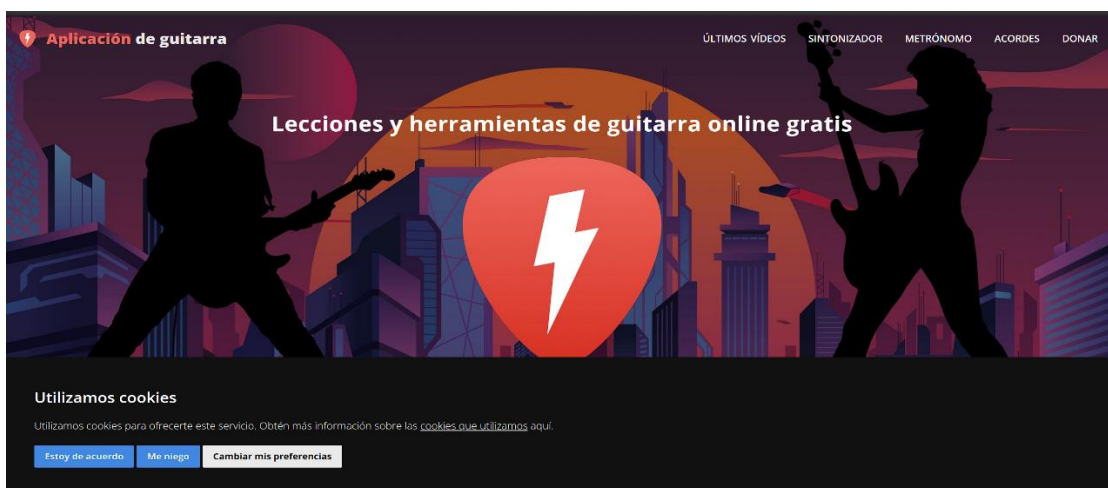 Aplicación de guitarra
ÚLTIMOS VÍDEOS SINTONIZADOR METRÓNOMO ACORDES DONAR
Lecciones y herramientas de guitarra online gratis
Utilizamos cookies
Utilizamos cookies para ofrecerte este servicio. Obtén más información sobre las cookies que utilizamos aquí.
Estoy de acuerdo Me niego Cambiar mis preferencias